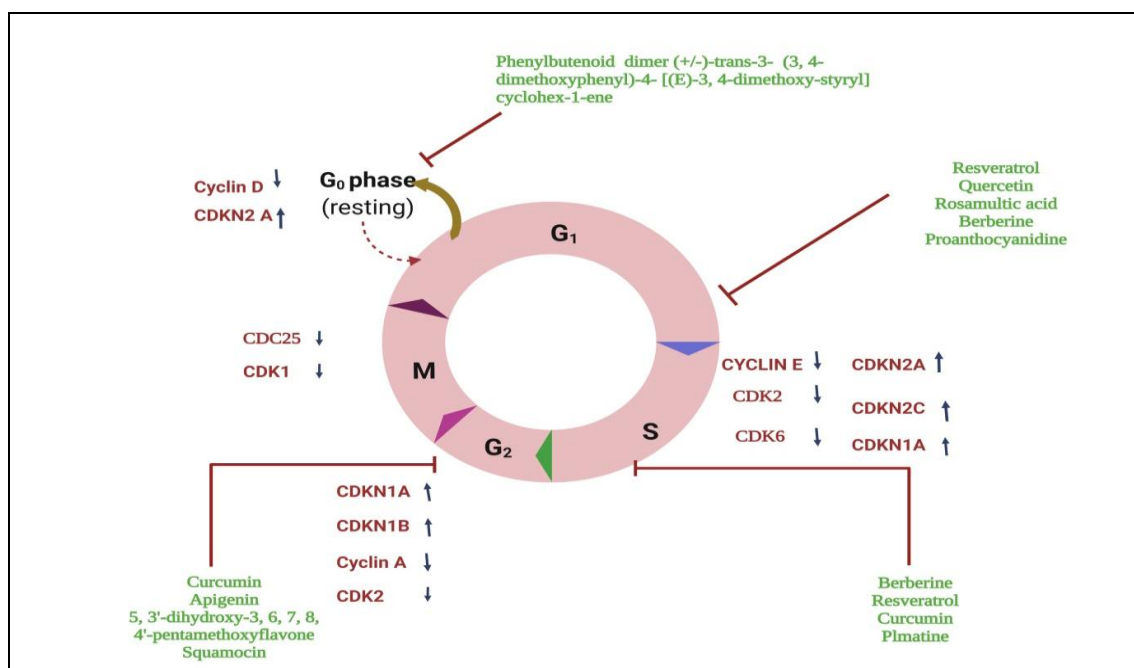 Phenylbutenoid dimer (+/-)-trans-3- (3, 4-
dimethoxyphenyl)-4- [(E)-3, 4-dimethoxy-styryl]
cyclohex-1-ene
Cyclin D ↓
CDKN2 A ↑
G₀ phase
(resting)
G₁
Resveratrol
Quercetin
Rosamultic acid
Berberine
Proanthocyanidine
CDC25 ↓
CDK1 ↓
M
G₂
S
CYCLIN E ↓
CDK2 ↓
CDK6 ↓
CDKN2A ↑
CDKN2C ↑
CDKN1A ↑
CDKN1A ↑
CDKN1B ↑
Cyclin A ↓
CDK2 ↓
Curcumin
Apigenin
5, 3'-dihydroxy-3, 6, 7, 8,
4'-pentamethoxyflavone
Squamocin
Berberine
Resveratrol
Curcumin
Plmatine